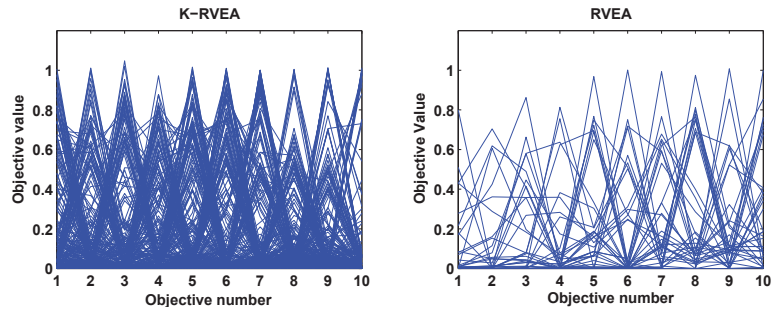 K−RVEA
Objective value
1
0.8
0.6
0.4
0.2
0
1 2 3 4 5 6 7 8 9 10
Objective number
RVEA
Objective Value
1
0.8
0.6
0.4
0.2
0
1 2 3 4 5 6 7 8 9 10
Objective number